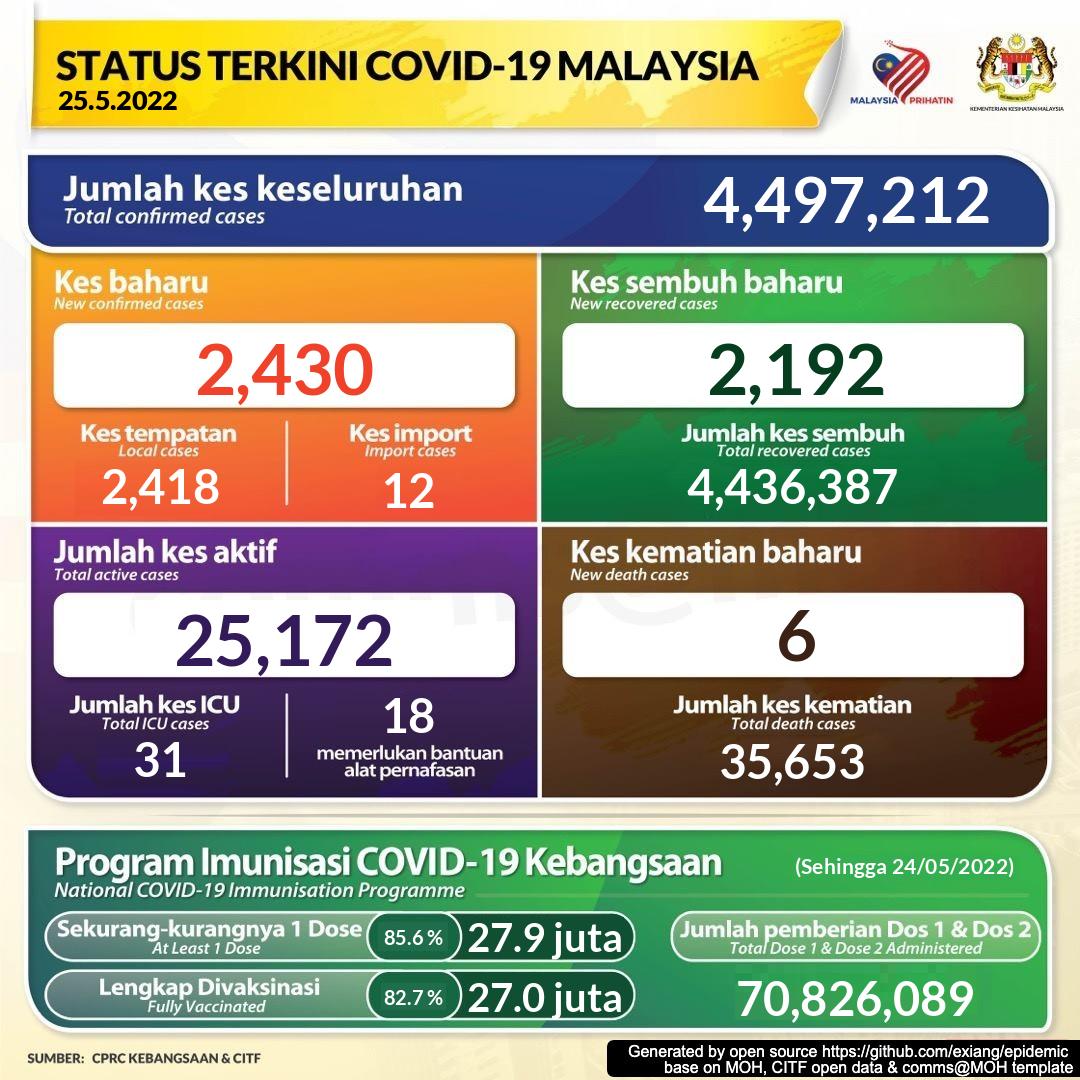 STATUS TERKINI COVID-19 MALAYSIA
25.5.2022
MALAYSIA PRIHATIN
KEMENTERIAN KESIHATAN MALAYSIA
Jumlah kes keseluruhan
Total confirmed cases
4,497,212
Kes baharu
New confirmed cases
2,430
Kes tempatan
Local cases
2,418
Kes import
Import cases
12
Kes sembuh baharu
New recovered cases
2,192
Jumlah kes sembuh
Total recovered cases
4,436,387
Jumlah kes aktif
Total active cases
25,172
Jumlah kes ICU
Total ICU cases
31
18
memerlukan bantuan
alat pernafasan
Kes kematian baharu
New death cases
6
Jumlah kes kematian
Total death cases
35,653
Program Imunisasi COVID-19 Kebangsaan
National COVID-19 Immunisation Programme
(Sehingga 24/05/2022)
Sekurang-kurangnya 1 Dose
At Least 1 Dose
85.6%
27.9 juta
Lengkap Divaksinasi
Fully Vaccinated
82.7%
27.0 juta
Jumlah pemberian Dos 1 & Dos 2
Total Dose 1 & Dose 2 Administered
70,826,089
SUMBER: CPRC KEBANGSAAN & CITF
Generated by open source https://github.com/exiang/epidemic
base on MOH, CITF open data & comms@MOH template